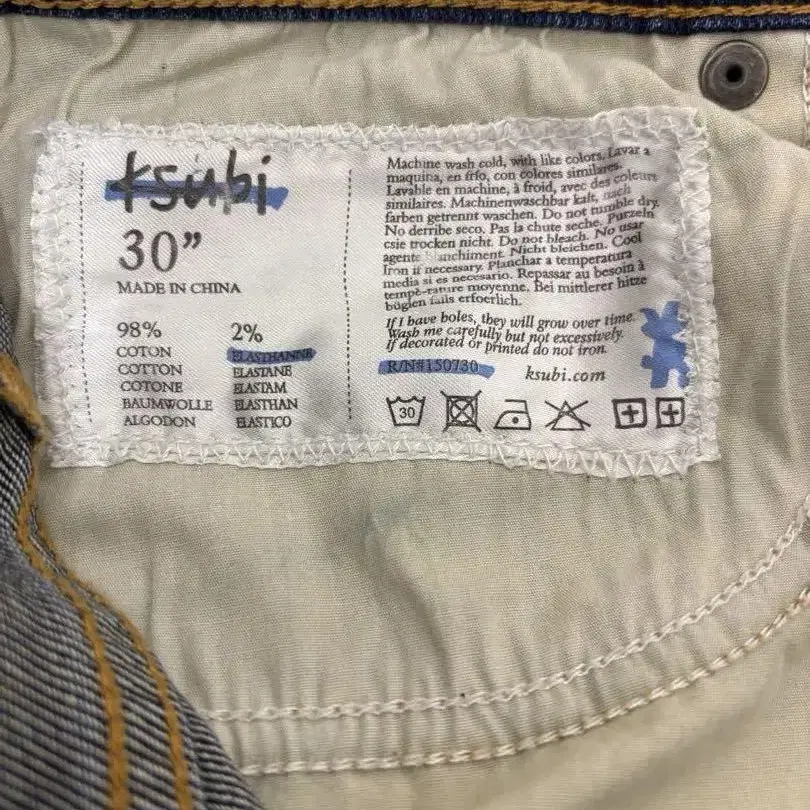 ksubi
30”
MADE IN CHINA
98% 2%
COTON ELASTHANNE
COTTON ELASTANE
COTONE ELASTAM
BAUMWOLLE ELASTHAN
ALGODON ELASTICO
Machine wash cold, with like colors. Lavar a
maquina, en frío, con colores similares.
Lavable en machine, à froid, avec des coleurs
similaires. Machinenwaschbar kalt, nach
farben getrennt waschen. Do not tumble dry.
No derribe seco. Pas la chute seche. Purzeln
csie trocken nicht. Do not bleach. No usar
agente blanchiment. Nicht bleichen. Cool
Iron if necessary. Planchar a temperatura
media si es necesario. Repassar au besoin à
tempé-rature moyenne. Bei mittlerer hitze
büglen falls erfoerlich.
If I have boles, they will grow over time.
Wash me carefully but not excessively.
If decorated or printed do not iron.
R/N#150730 ksubi.com
30